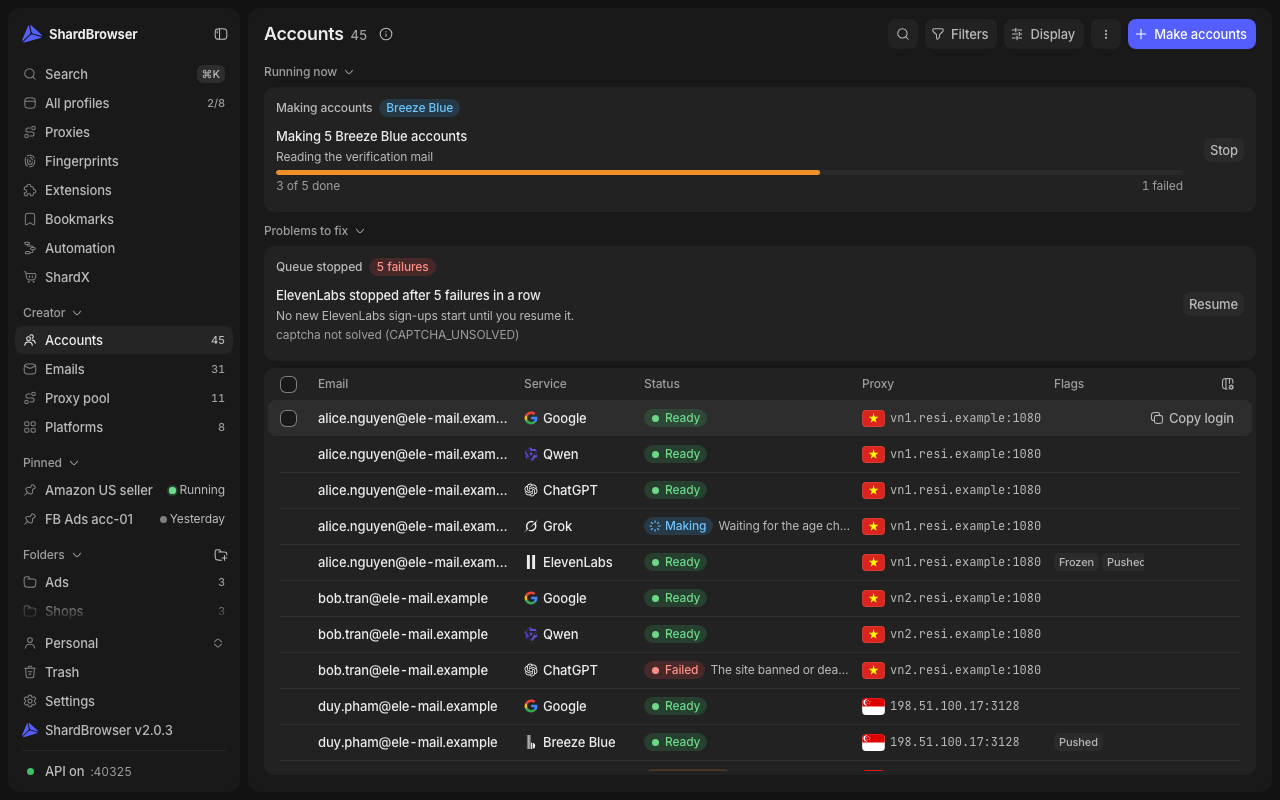 ShardBrowser
Search ⌘K
All profiles 2/8
Proxies
Fingerprints
Extensions
Bookmarks
Automation
ShardX
Creator
Accounts 45
Emails 31
Proxy pool 11
Platforms 8
Pinned
Amazon US seller Running
FB Ads acc-01 Yesterday
Folders
Ads 3
Shops 3
Personal
Trash
Settings
ShardBrowser v2.0.3
API on :40325
Accounts 45
Filters
Display
Make accounts
Running now
Making accounts Breeze Blue
Making 5 Breeze Blue accounts
Reading the verification mail
3 of 5 done 1 failed
Stop
Problems to fix
Queue stopped 5 failures
ElevenLabs stopped after 5 failures in a row
No new ElevenLabs sign-ups start until you resume it.
captcha not solved (CAPTCHA_UNSOLVED)
Resume
Email Service Status Proxy Flags
alice.nguyen@ele-mail.exam... Google Ready vn1.resi.example:1080 Copy login
alice.nguyen@ele-mail.exam... Qwen Ready vn1.resi.example:1080
alice.nguyen@ele-mail.exam... ChatGPT Ready vn1.resi.example:1080
alice.nguyen@ele-mail.exam... Grok Making Waiting for the age ch... vn1.resi.example:1080
alice.nguyen@ele-mail.exam... ElevenLabs Ready vn1.resi.example:1080 Frozen Pushed
bob.tran@ele-mail.example Google Ready vn2.resi.example:1080
bob.tran@ele-mail.example Qwen Ready vn2.resi.example:1080
bob.tran@ele-mail.example ChatGPT Failed The site banned or dea... vn2.resi.example:1080
duy.pham@ele-mail.example Google Ready 198.51.100.17:3128
duy.pham@ele-mail.example Breeze Blue Ready 198.51.100.17:3128 Pushed